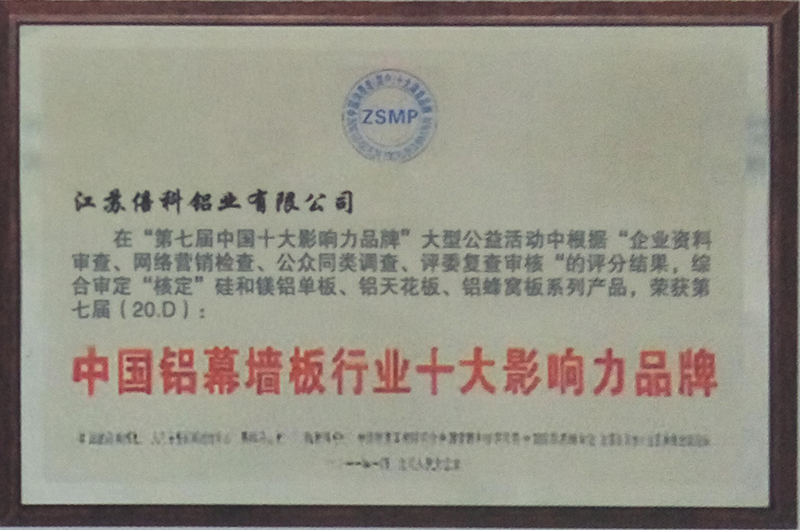 ZSMP
江苏倍科铝业有限公司
在“第七届中国十大影响力品牌”大型公益活动中根据“企业资料
审查、网络营销检查、公众同类调查、评委复查审核“的评分结果，综
合审定“核定”硅和镁铝单板、铝天花板、铝蜂窝板系列产品，荣获第
七届（20.D）：
中国铝幕墙板行业十大影响力品牌